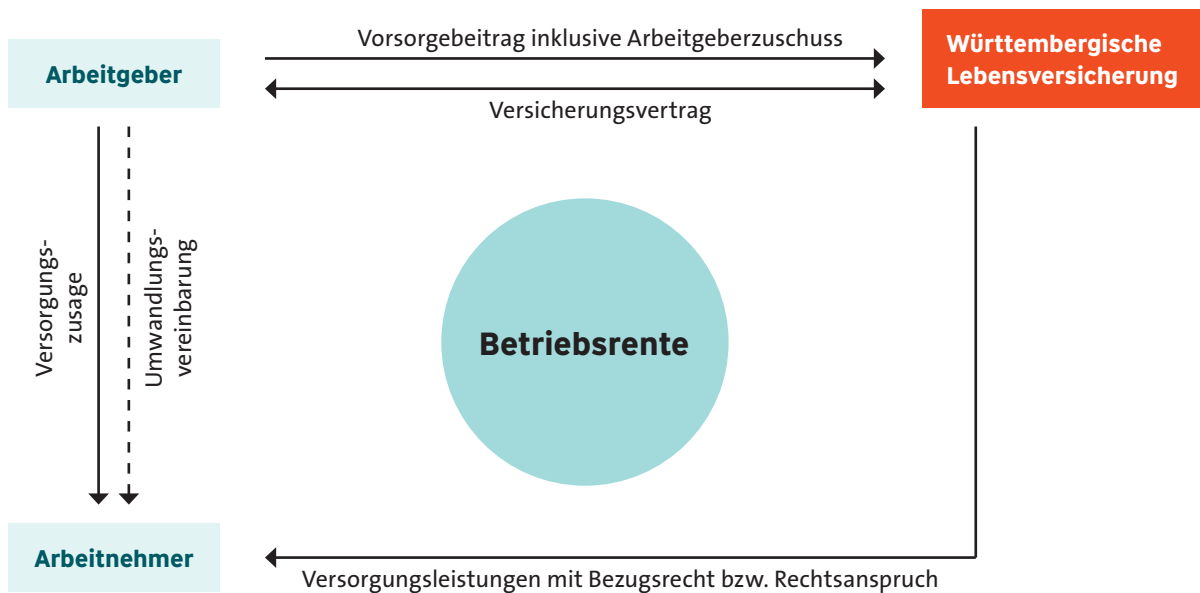 Vorsorgebeitrag inklusive Arbeitgeberzuschuss
Arbeitgeber
Württembergische
Lebensversicherung
Versicherungsvertrag
Versorgungs-
zusage
Umwandlungs-
vereinbarung
Betriebsrente
Arbeitnehmer
Versorgungsleistungen mit Bezugsrecht bzw. Rechtsanspruch